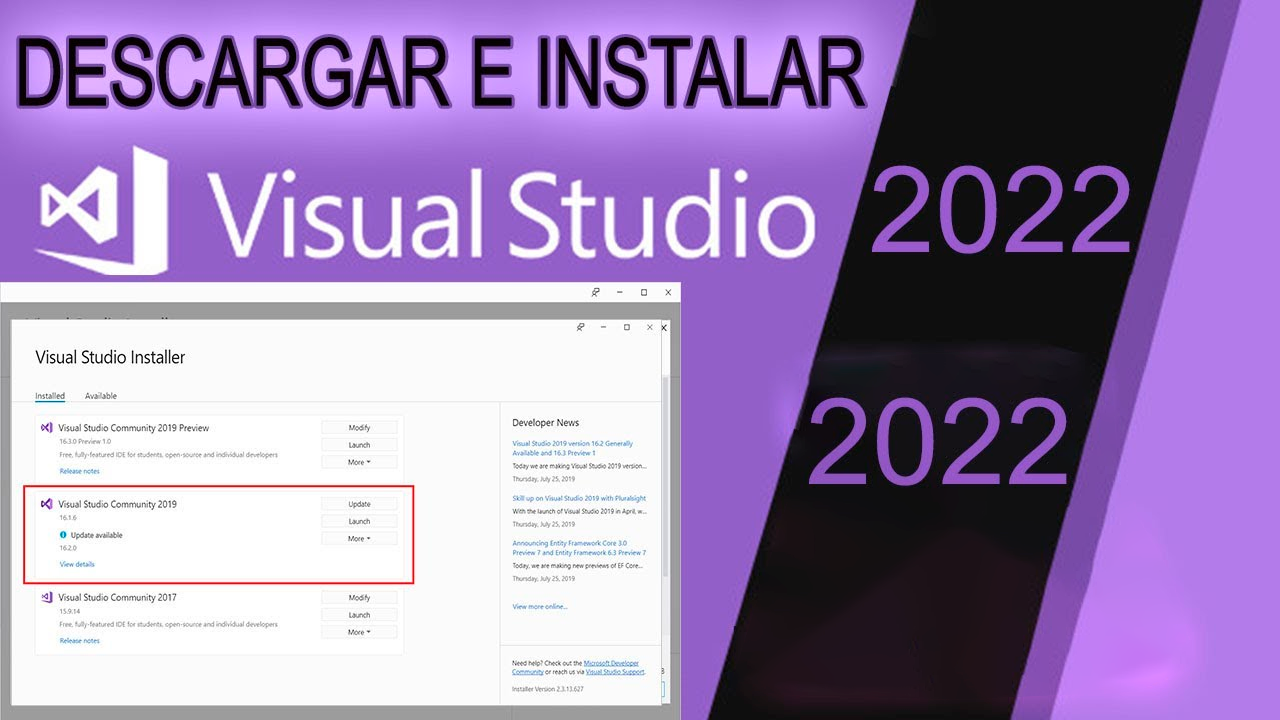 DESCARGAR E INSTALAR
Visual Studio 2022
2022
Visual Studio Installer
Installed Available
Visual Studio Community 2019 Preview
16.3.0 Preview 1.0
Free, fully-featured IDE for students, open-source and individual developers
Release notes
Modify
Launch
More
Visual Studio Community 2019
16.1.6
Update available
16.2.0
View details
Update
Launch
More
Visual Studio Community 2017
15.9.14
Free, fully-featured IDE for students, open-source and individual developers
Release notes
Modify
Launch
More
Developer News
Visual Studio 2019 version 16.2 Generally
Available and 16.3 Preview 1
Today we are making Visual Studio 2019 version...
Thursday, July 25, 2019
Skill up on Visual Studio 2019 with Pluralsight
With the launch of Visual Studio 2019 in April, w...
Thursday, July 25, 2019
Announcing Entity Framework Core 3.0
Preview 7 and Entity Framework 6.3 Preview 7
Today, we are making new previews of EF Core...
Thursday, July 25, 2019
View more online...
Need help? Check out the Microsoft Developer
Community or reach us via Visual Studio Support.
Installer Version 2.3.13.627